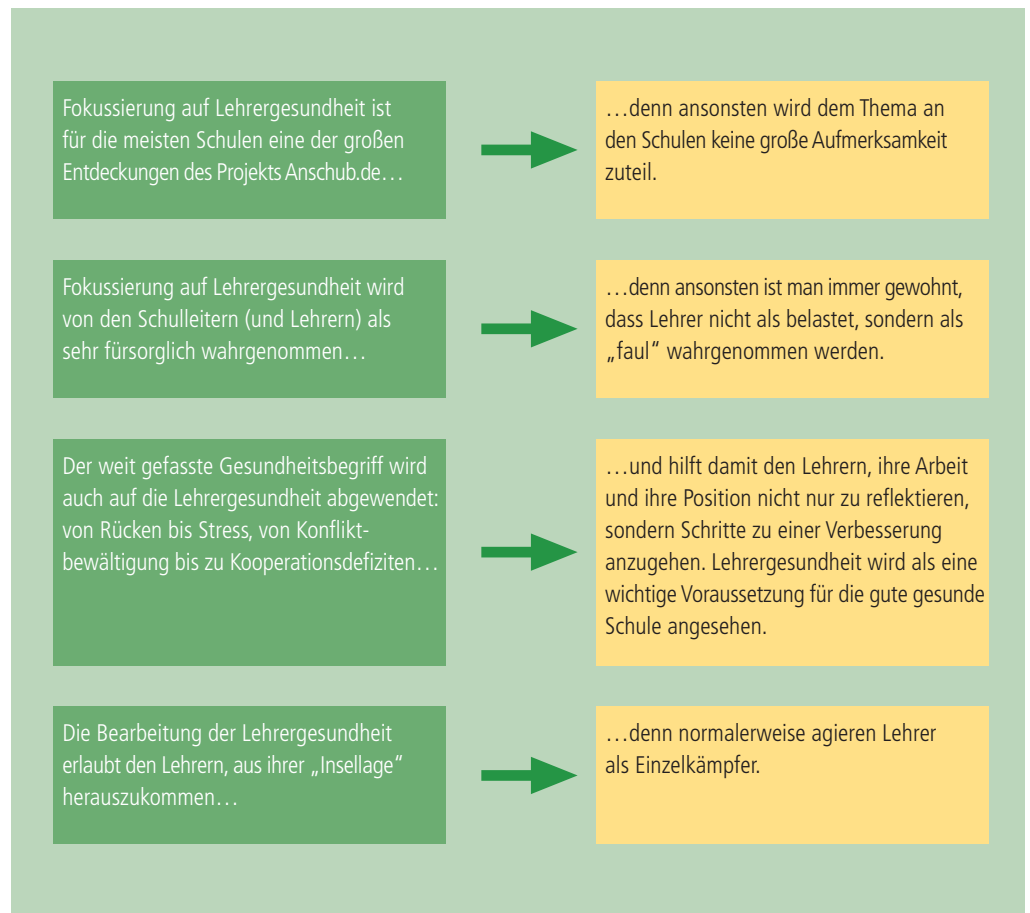 Fokussierung auf Lehrergesundheit ist
für die meisten Schulen eine der großen
Entdeckungen des Projekts Anschub.de…
…denn ansonsten wird dem Thema an
den Schulen keine große Aufmerksamkeit
zuteil.
Fokussierung auf Lehrergesundheit wird
von den Schulleitern (und Lehrern) als
sehr fürsorglich wahrgenommen…
…denn ansonsten ist man immer gewohnt,
dass Lehrer nicht als belastet, sondern als
„faul“ wahrgenommen werden.
Der weit gefasste Gesundheitsbegriff wird
auch auf die Lehrergesundheit abgewendet:
von Rücken bis Stress, von Konflikt-
bewältigung bis zu Kooperationsdefiziten…
…und hilft damit den Lehrern, ihre Arbeit
und ihre Position nicht nur zu reflektieren,
sondern Schritte zu einer Verbesserung
anzugehen. Lehrergesundheit wird als eine
wichtige Voraussetzung für die gute gesunde
Schule angesehen.
Die Bearbeitung der Lehrergesundheit
erlaubt den Lehrern, aus ihrer „Insellage“
herauszukommen…
…denn normalerweise agieren Lehrer
als Einzelkämpfer.